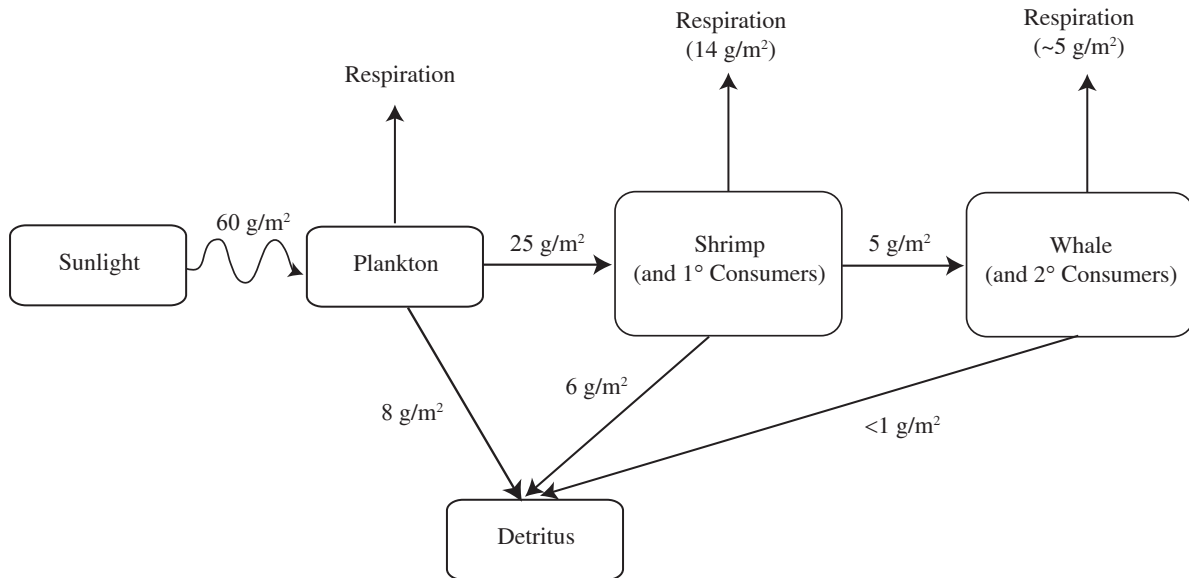 Respiration
(14 g/m²)
Respiration
(~5 g/m²)
Respiration
60 g/m²
Sunlight
Plankton
25 g/m²
Shrimp
(and 1° Consumers)
5 g/m²
Whale
(and 2° Consumers)
8 g/m²
6 g/m²
<1 g/m²
Detritus